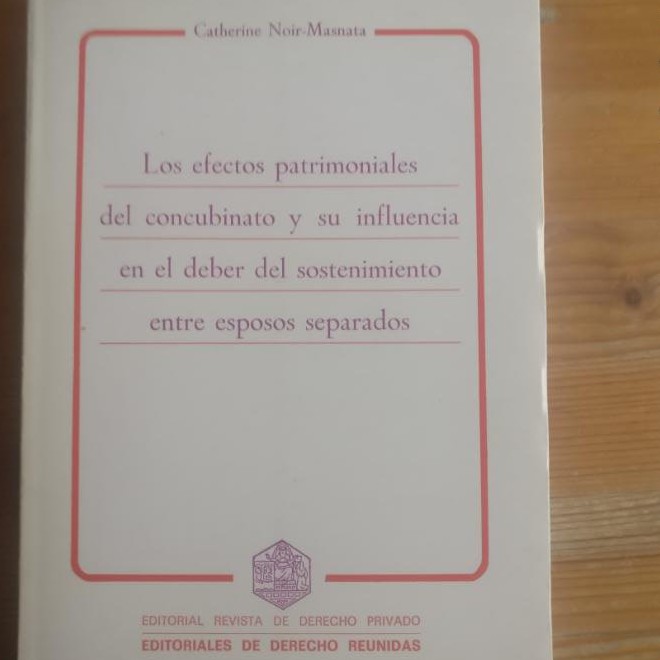 Catherine Noir-Masnata
Los efectos patrimoniales
del concubinato y su influencia
en el deber del sostenimiento
entre esposos separados
EDITORIAL REVISTA DE DERECHO PRIVADO
EDITORIALES DE DERECHO REUNIDAS